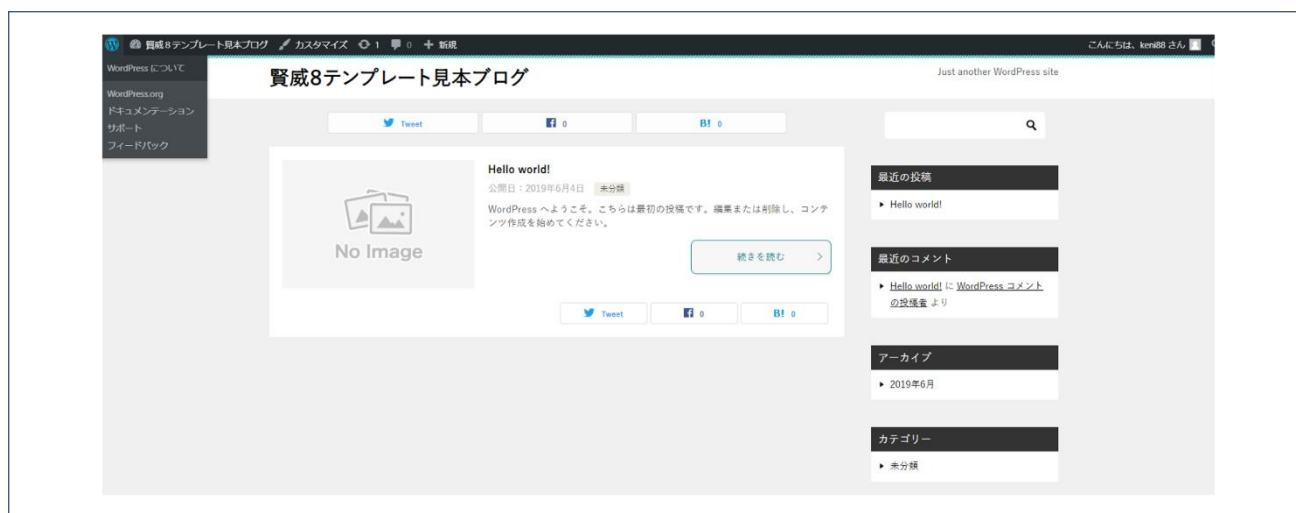 賢威8テンプレート見本ブログ カスタマイズ 1 0 + 新規 こんにちは、keni88 さん
WordPress について
WordPress.org
ドキュメンテーション
サポート
フィードバック
賢威8テンプレート見本ブログ
Just another WordPress site
Tweet 0 B! 0
No Image
Hello world!
公開日:2019年6月4日 未分類
WordPress へようこそ。こちらは最初の投稿です。編集または削除し、コンテ
ンツ作成を始めてください。
続きを読む
Tweet 0 B! 0
最近の投稿
Hello world!
最近のコメント
Hello world! に WordPress コメント
の投稿者 より
アーカイブ
2019年6月
カテゴリー
未分類